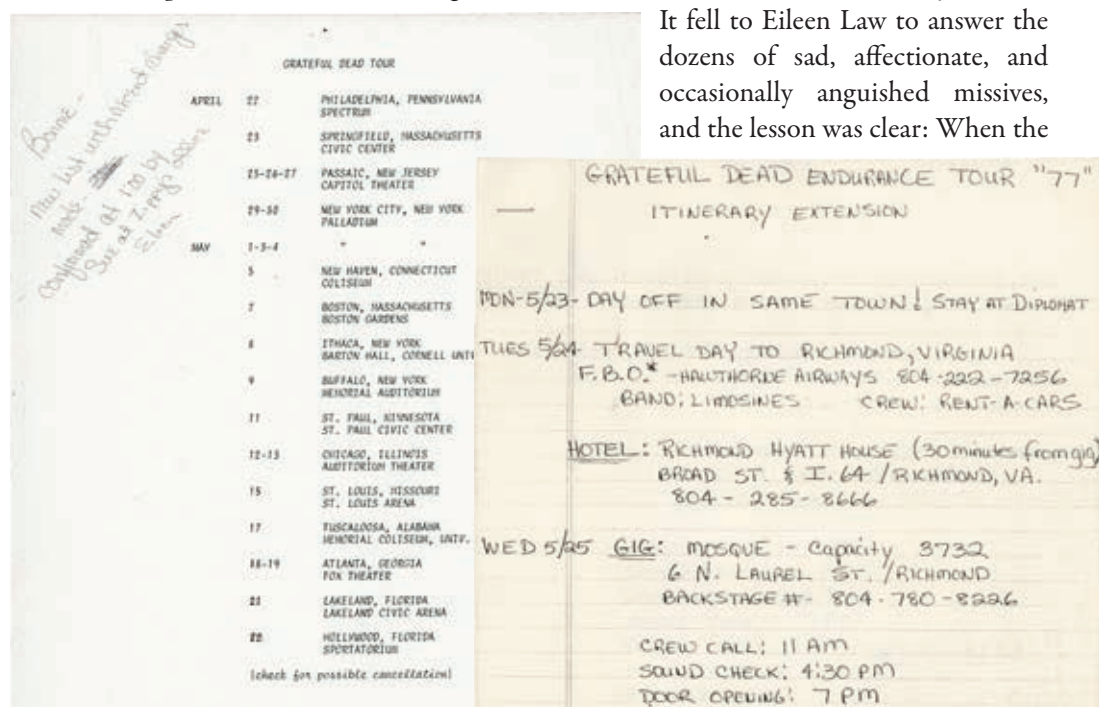 It fell to Eileen Law to answer the
dozens of sad, affectionate, and
occasionally anguished missives,
and the lesson was clear: When the
New list with recent changes
made -
confirmed at 1:00 by
See at
GRATEFUL DEAD TOUR
APRIL 22 PHILADELPHIA, PENNSYLVANIA
SPECTRUM
23 SPRINGFIELD, MASSACHUSETTS
CIVIC CENTER
25-26-27 PASSAIC, NEW JERSEY
CAPITOL THEATER
29-30 NEW YORK CITY, NEW YORK
PALLADIUM
MAY 1-3-4 " "
5 NEW HAVEN, CONNECTICUT
COLISEUM
7 BOSTON, MASSACHUSETTS
BOSTON GARDENS
8 ITHACA, NEW YORK
BARTON HALL, CORNELL UNIV
9 BUFFALO, NEW YORK
MEMORIAL AUDITORIUM
11 ST. PAUL, MINNESOTA
ST. PAUL CIVIC CENTER
12-13 CHICAGO, ILLINOIS
AUDITORIUM THEATER
15 ST. LOUIS, MISSOURI
ST. LOUIS ARENA
17 TUSCALOOSA, ALABAMA
MEMORIAL COLISEUM, UNIV.
18-19 ATLANTA, GEORGIA
FOX THEATER
21 LAKELAND, FLORIDA
LAKELAND CIVIC ARENA
22 HOLLYWOOD, FLORIDA
SPORTATORIUM
(check for possible cancellation)
GRATEFUL DEAD ENDURANCE TOUR "77"
ITINERARY EXTENSION
MON-5/23- DAY OFF IN SAME TOWN! STAY AT DIPLOMAT
TUES 5/24 TRAVEL DAY TO RICHMOND, VIRGINIA
F.B.O.* -HAWTHORNE AIRWAYS 804-222-7256
BAND: LIMOSINES CREW: RENT-A-CARS
HOTEL: RICHMOND HYATT HOUSE (30 minutes from gig)
BROAD ST. & I. 64 / RICHMOND, VA.
804 - 285 - 8666
WED 5/25 GIG: MOSQUE - Capacity 3732
6 N. LAUREL ST. / RICHMOND
BACKSTAGE #- 804-780-8226
CREW CALL: 11 AM
SOUND CHECK: 4:30 PM
DOOR OPENING: 7 PM